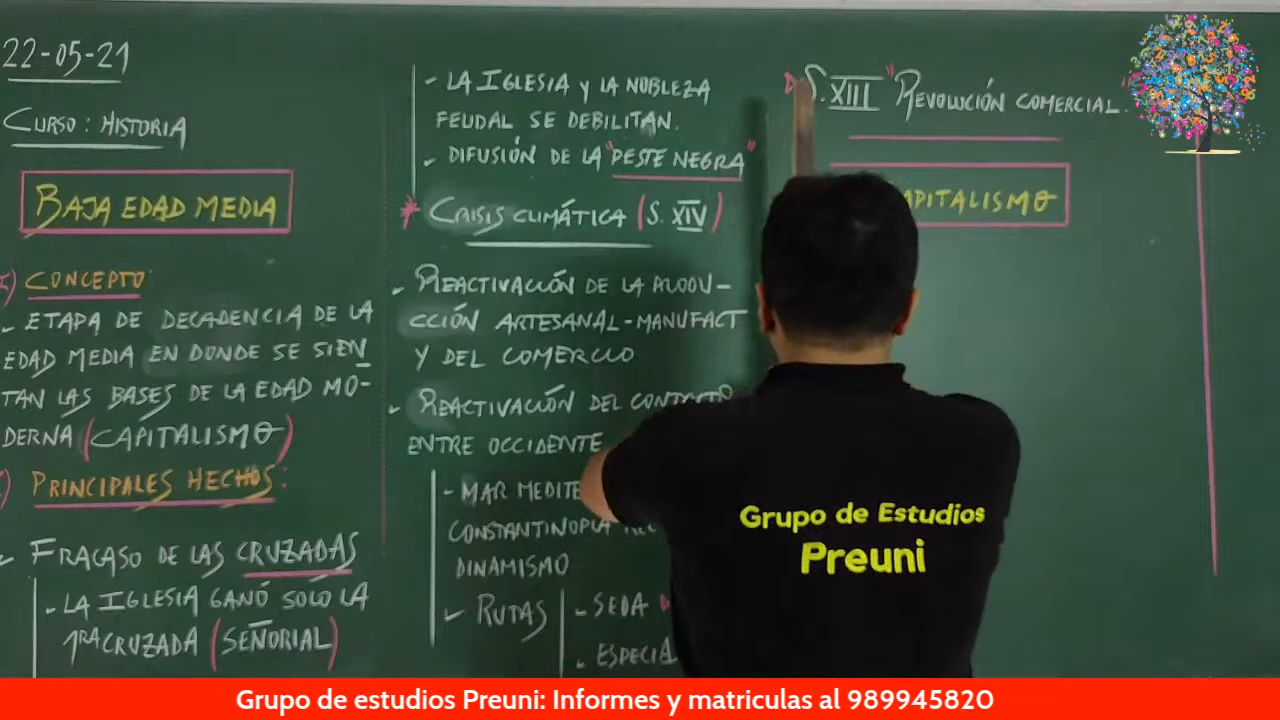 22-05-21
CURSO: HISTORIA
BAJA EDAD MEDIA
I) CONCEPTO
- ETAPA DE DECADENCIA DE LA
EDAD MEDIA EN DONDE SE SIEN
TAN LAS BASES DE LA EDAD MO-
DERNA (CAPITALISMO)
) PRINCIPALES HECHOS:
- FRACASO DE LAS CRUZADAS
- LA IGLESIA GANÓ SÓLO LA
1RA CRUZADA (SEÑORIAL)
- LA IGLESIA Y LA NOBLEZA
FEUDAL SE DEBILITAN.
- DIFUSIÓN DE LA "PESTE NEGRA"
* CRISIS CLIMÁTICA (S. XIV)
- REACTIVACIÓN DE LA
CCIÓN ARTESANAL-MANUFACT
Y DEL COMERCIO
- REACTIVACIÓN DEL CONTACTO
ENTRE OCCIDENTE
- MAR MEDITE
CONSTANTINOPLA
DINAMISMO
- RUTAS
- SEDA
- ESPECIA
S. XIII "REVOLUCIÓN COMERCIAL
APITALISMO
Grupo de Estudios
Preuni
Grupo de estudios Preuni: Informes y matriculas al 989945820